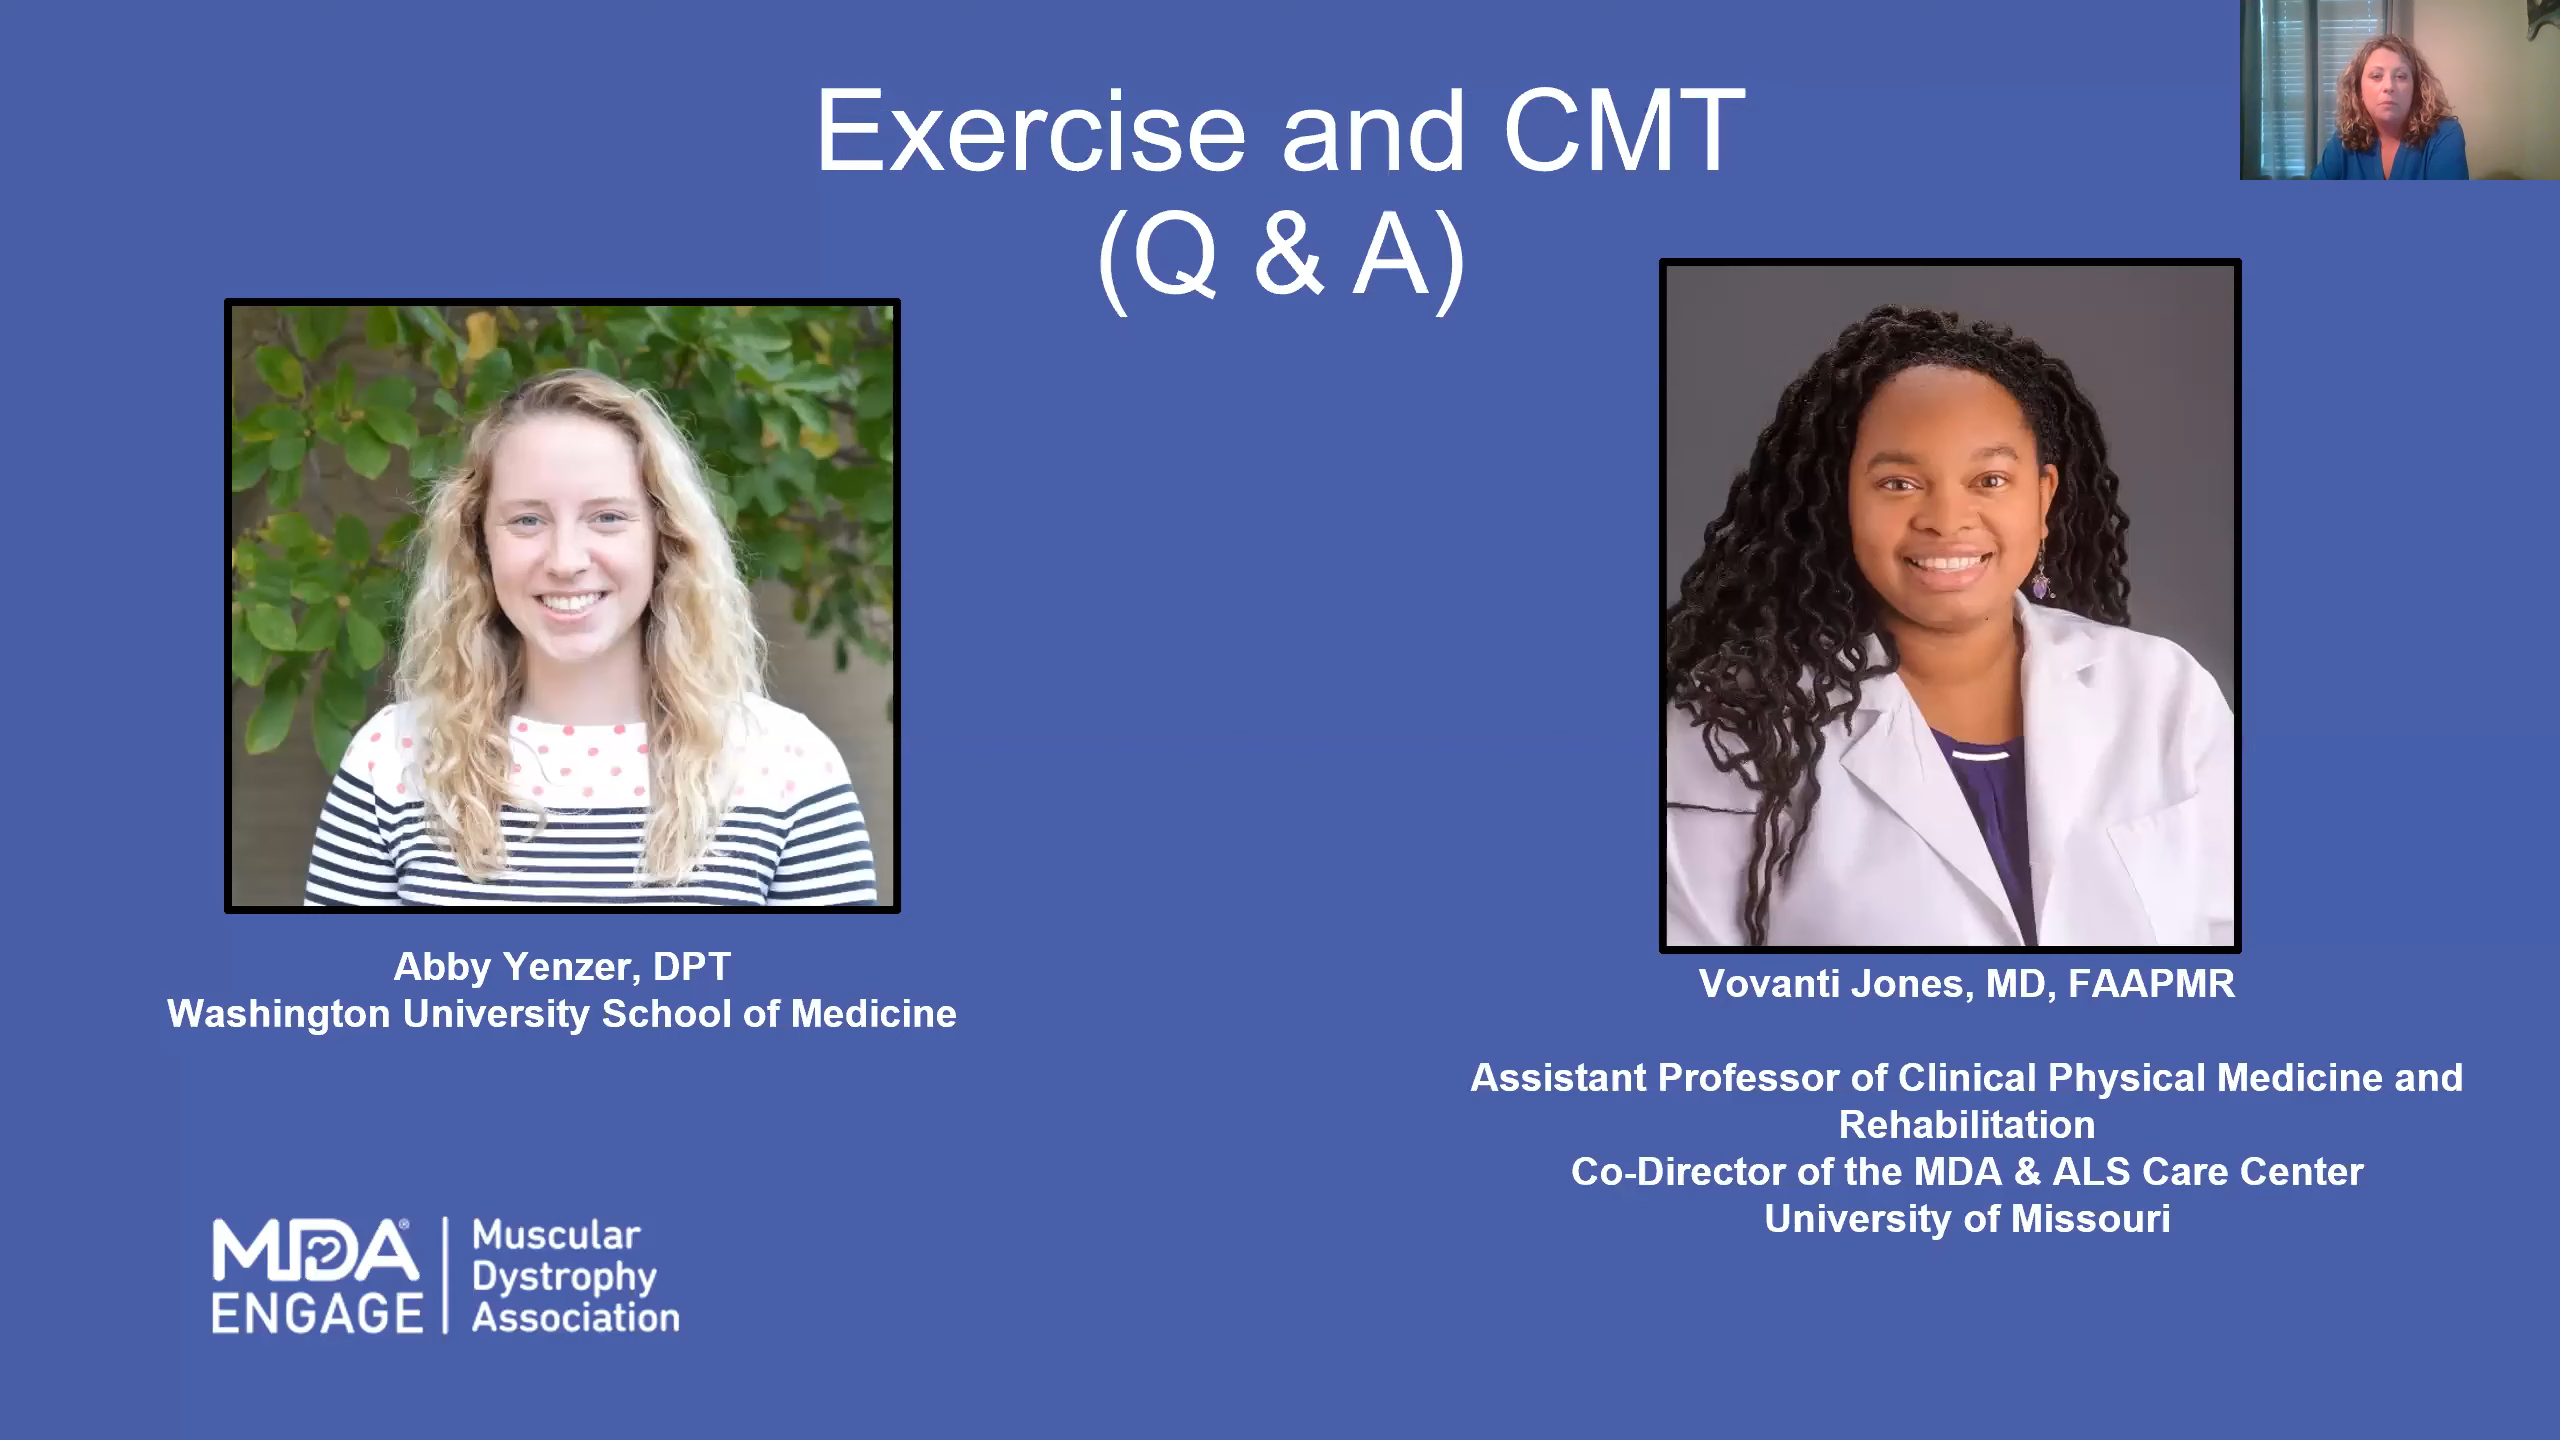 Exercise and CMT
(Q & A)
Abby Yenzer, DPT
Washington University School of Medicine
Vovanti Jones, MD, FAAPMR
Assistant Professor of Clinical Physical Medicine and
Rehabilitation
Co-Director of the MDA & ALS Care Center
University of Missouri
MDA®
ENGAGE
Muscular
Dystrophy
Association